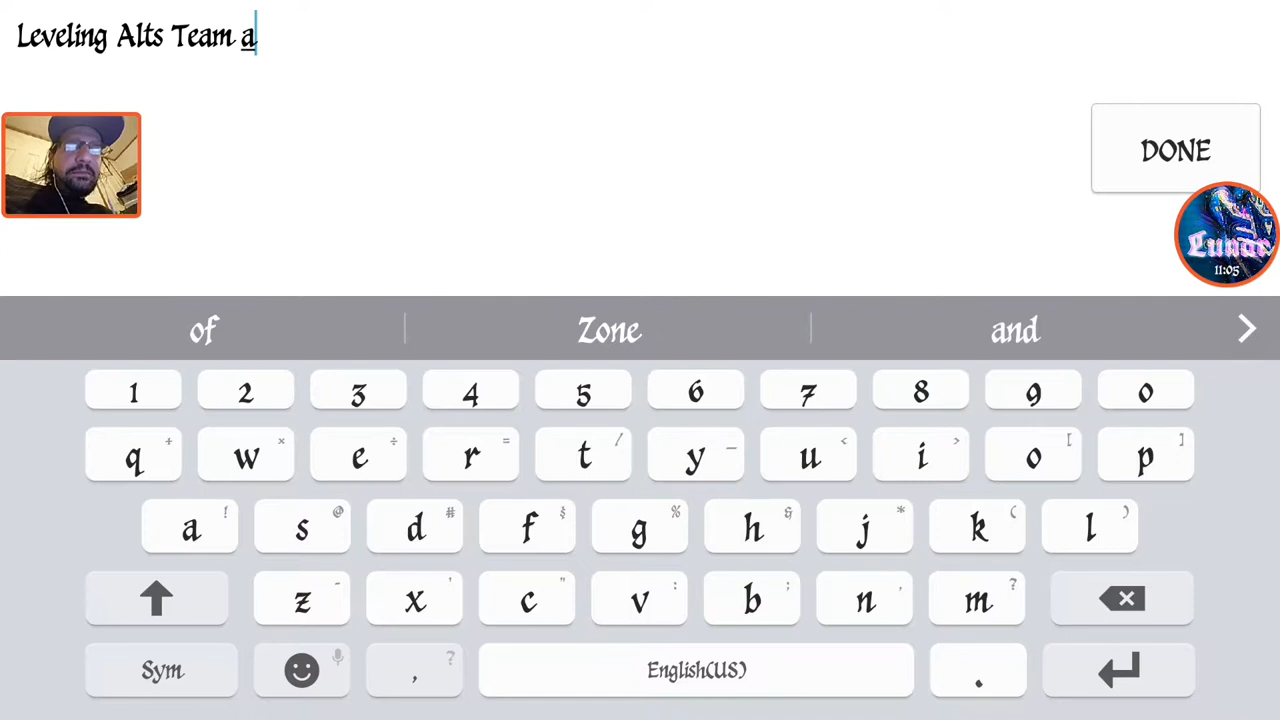 Leveling Alts Team a
DONE
Lunar
11:05
of Zone and
1 2 3 4 5 6 7 8 9 0
q + w × e ÷ r = t / y _ u < i > o [ p ]
a ! s @ d # f $ g % h & j * k ( l )
z - x ' c " v : b ; n , m ?
Sym , ? English(US) .